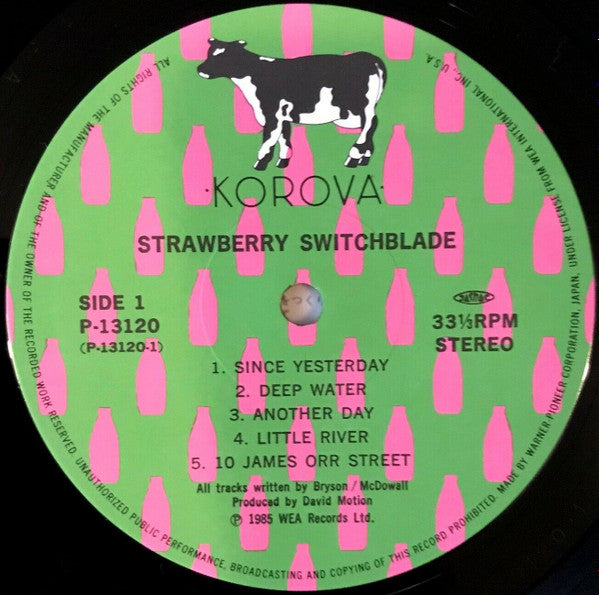 ·KOROVA·
STRAWBERRY SWITCHBLADE
SIDE 1
P-13120
(P-13120-1)
33⅓RPM
STEREO
1. SINCE YESTERDAY
2. DEEP WATER
3. ANOTHER DAY
4. LITTLE RIVER
5. 10 JAMES ORR STREET
All tracks written by Bryson/McDowall
Produced by David Motion
℗ 1985 WEA Records Ltd.
ALL RIGHTS OF THE MANUFACTURER AND OF THE OWNER OF THE RECORDED WORK RESERVED. UNAUTHORIZED PUBLIC PERFORMANCE, BROADCASTING AND COPYING OF THIS RECORD PROHIBITED. MADE BY WARNER-PIONEER CORPORATION, JAPAN, UNDER LICENSE FROM WEA INTERNATIONAL INC., U.S.A.